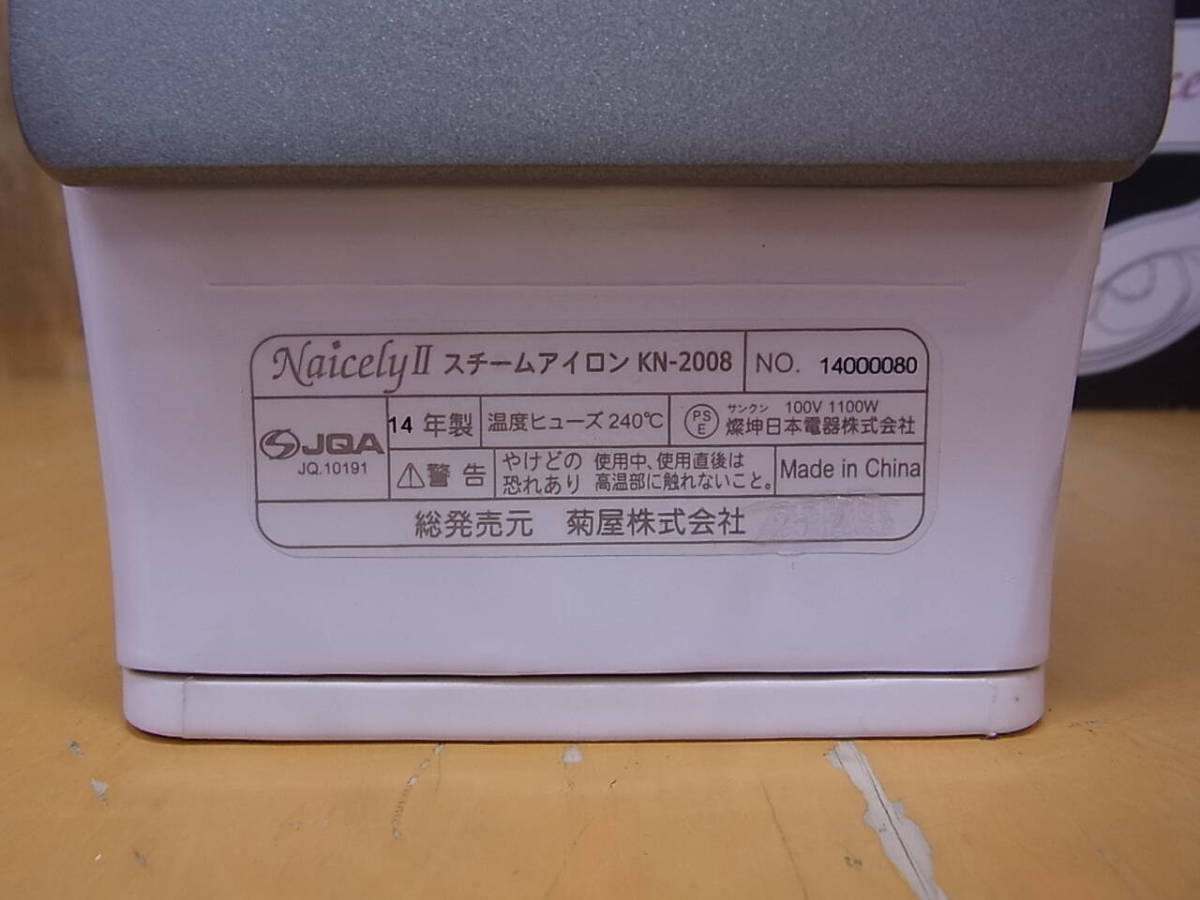 NaicelyⅡ スチームアイロン KN-2008
NO. 14000080
JQA
JQ.10191
14 年製
温度ヒューズ 240℃
PS
E
サンクン 100V 1100W
燦坤日本電器株式会社
⚠警告
やけどの
恐れあり
使用中、使用直後は
高温部に触れないこと。
Made in China
総発売元 菊屋株式会社